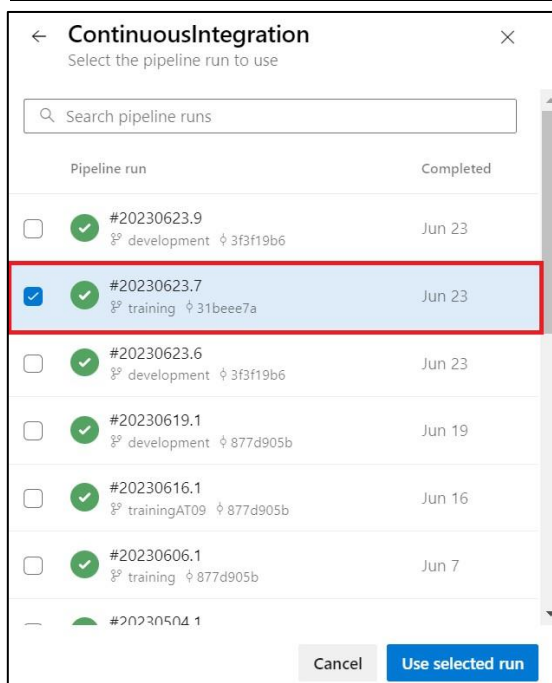 ContinuousIntegration
Select the pipeline run to use
Search pipeline runs
Pipeline run Completed
#20230623.9
development 3f3f19b6
Jun 23
#20230623.7
training 31beee7a
Jun 23
#20230623.6
development 3f3f19b6
Jun 23
#20230619.1
development 877d905b
Jun 19
#20230616.1
trainingAT09 877d905b
Jun 16
#20230606.1
training 877d905b
Jun 7
#20230504.1
Cancel Use selected run